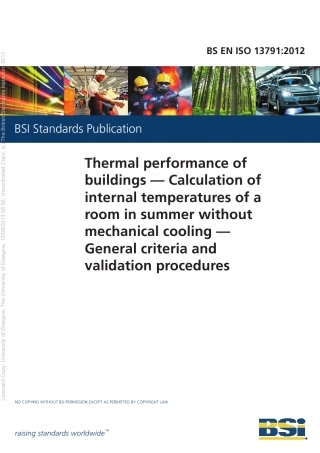 BS EN ISO 13791:2012
BSI Standards Publication
Thermal performance of
buildings — Calculation of
internal temperatures of a
room in summer without
mechanical cooling —
General criteria and
validation procedures
NO COPYING WITHOUT BSI PERMISSION EXCEPT AS PERMITTED BY COPYRIGHT LAW
raising standards worldwide™
BSi
Licensed Copy: University of Glasgow, The University of Glasgow, 13/09/2013 00:00, Uncontrolled Copy, (c) The British Standards Institution 2013